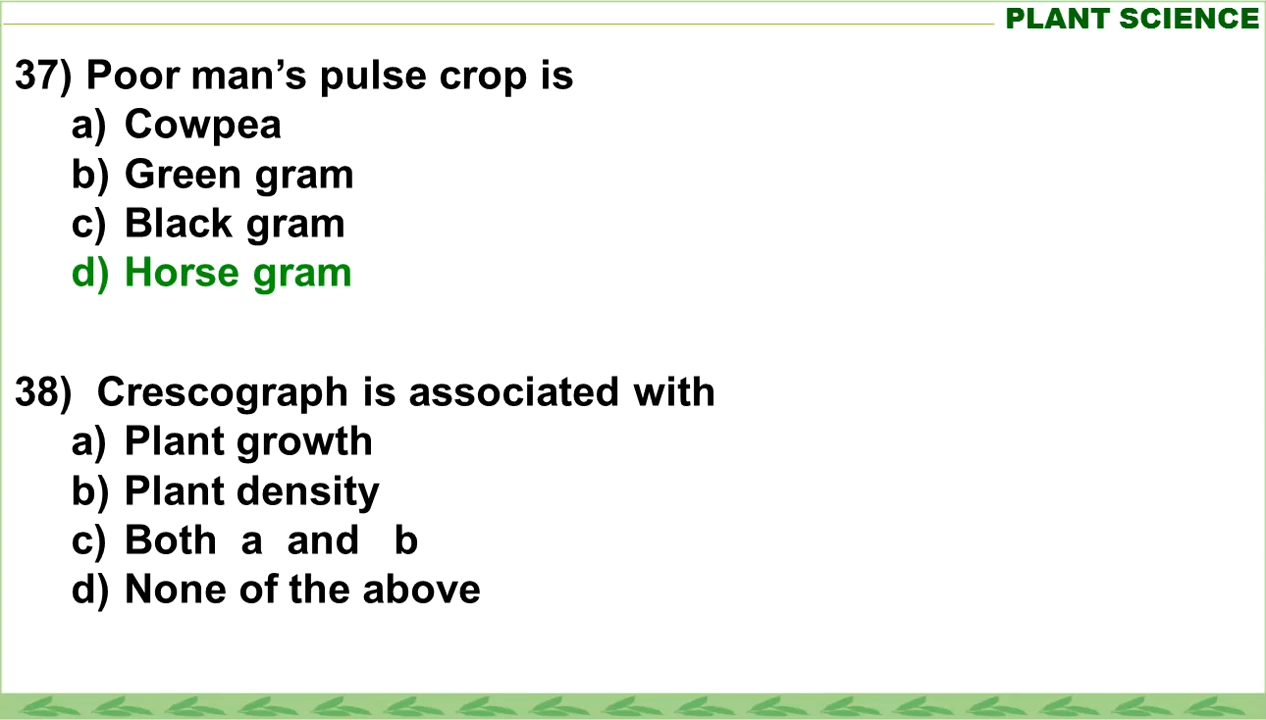 PLANT SCIENCE
37) Poor man’s pulse crop is
a) Cowpea
b) Green gram
c) Black gram
d) Horse gram
38) Crescograph is associated with
a) Plant growth
b) Plant density
c) Both a and b
d) None of the above